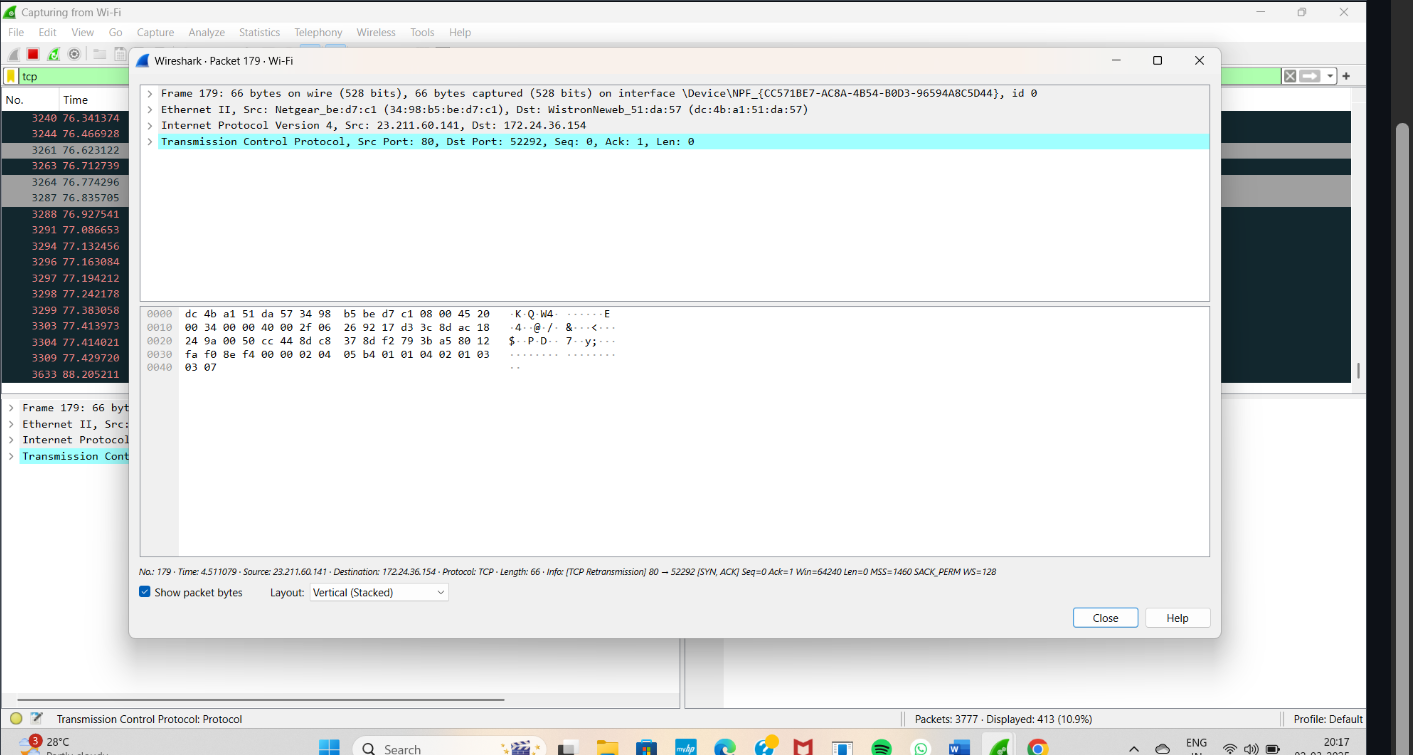 Capturing from Wi-Fi
File Edit View Go Capture Analyze Statistics Telephony Wireless Tools Help
tcp
Wireshark · Packet 179 · Wi-Fi
No. Time
3240 76.341374
3244 76.466928
3261 76.623122
3263 76.712739
3264 76.774296
3287 76.835705
3288 76.927541
3291 77.086653
3294 77.132456
3296 77.163084
3297 77.194212
3298 77.242178
3299 77.383058
3303 77.413973
3304 77.414021
3309 77.429720
3633 88.205211
Frame 179: 66 byt
Ethernet II, Src:
Internet Protocol
Transmission Cont
Frame 179: 66 bytes on wire (528 bits), 66 bytes captured (528 bits) on interface \Device\NPF_{CC571BE7-AC8A-4B54-B0D3-96594A8C5D44}, id 0
Ethernet II, Src: Netgear_be:d7:c1 (34:98:b5:be:d7:c1), Dst: WistronNeweb_51:da:57 (dc:4b:a1:51:da:57)
Internet Protocol Version 4, Src: 23.211.60.141, Dst: 172.24.36.154
Transmission Control Protocol, Src Port: 80, Dst Port: 52292, Seq: 0, Ack: 1, Len: 0
0000 dc 4b a1 51 da 57 34 98 b5 be d7 c1 08 00 45 20 ·K·Q·W4· ······E
0010 00 34 00 00 40 00 2f 06 26 92 17 d3 3c 8d ac 18 ·4··@·/· &···<···
0020 24 9a 00 50 cc 44 8d c8 37 8d f2 79 3b a5 80 12 $··P·D·· 7··y;···
0030 fa f0 8e f4 00 00 02 04 05 b4 01 01 04 02 01 03 ········ ········
0040 03 07 ··
No.: 179 · Time: 4.511079 · Source: 23.211.60.141 · Destination: 172.24.36.154 · Protocol: TCP · Length: 66 · Info: [TCP Retransmission] 80 → 52292 [SYN, ACK] Seq=0 Ack=1 Win=64240 Len=0 MSS=1460 SACK_PERM WS=128
Show packet bytes Layout: Vertical (Stacked)
Close Help
Transmission Control Protocol: Protocol Packets: 3777 · Displayed: 413 (10.9%) Profile: Default
3 28°C
Search
ENG
20:17